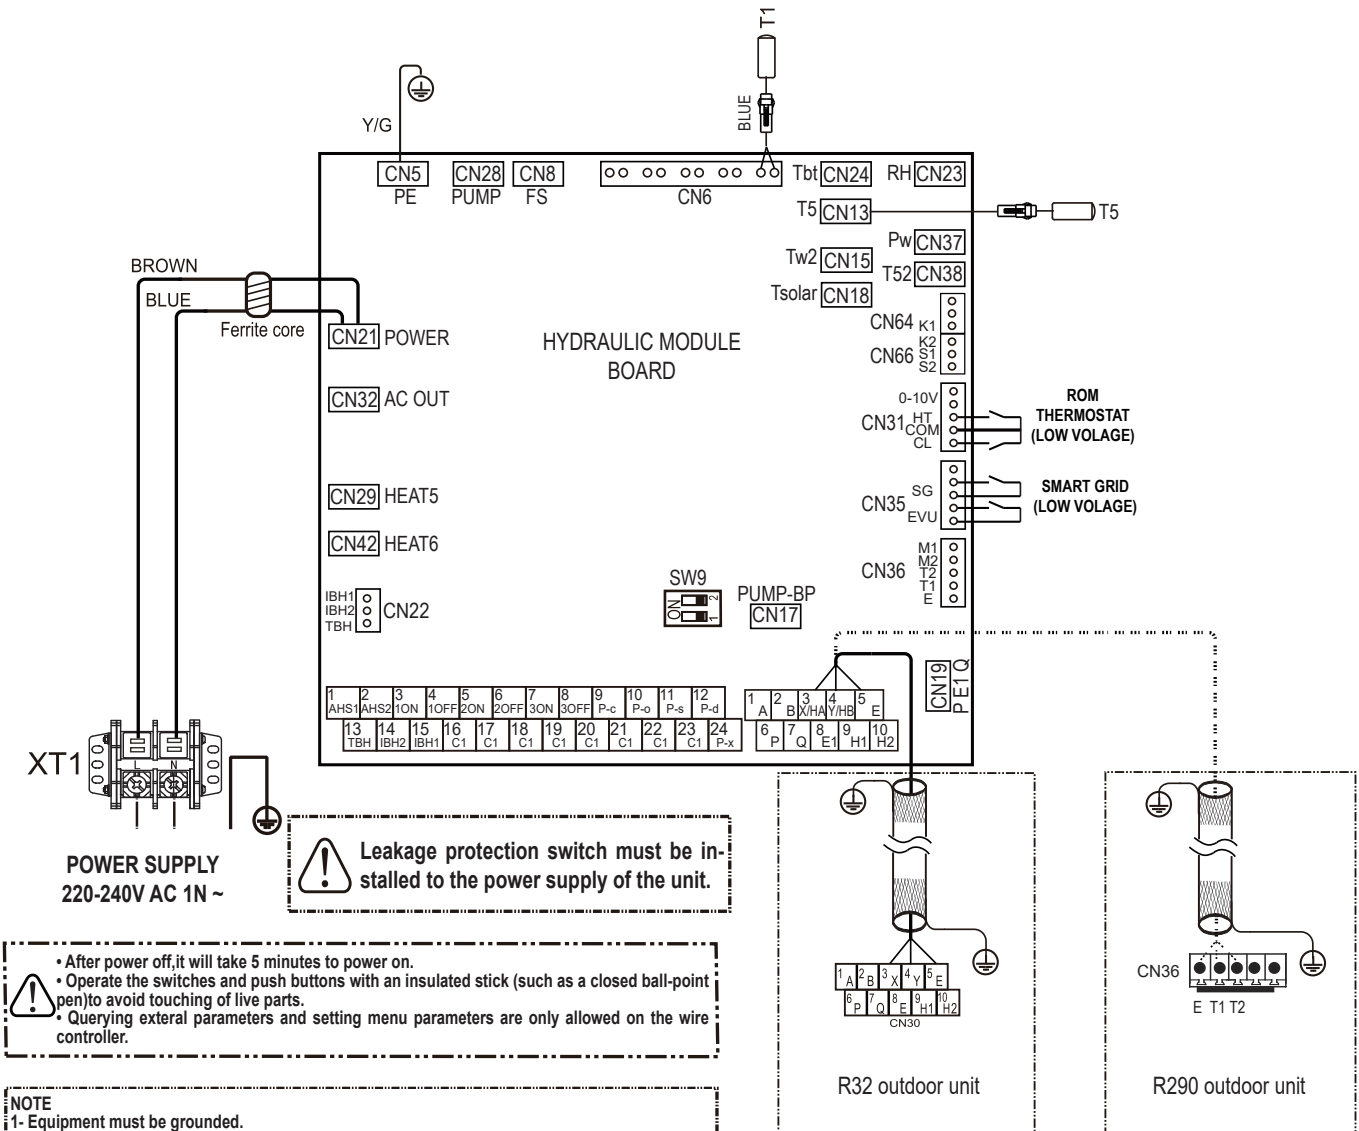 T1
BLUE
Y/G
CN5
PE
CN28
PUMP
CN8
FS
CN6
Tbt CN24
RH CN23
T5 CN13
T5
Pw CN37
Tw2 CN15
T52 CN38
Tsolar CN18
BROWN
BLUE
Ferrite core
CN21 POWER
HYDRAULIC MODULE
BOARD
CN64 K1
CN66 K2
S1
S2
CN32 AC OUT
0-10V
CN31 HT
COM
CL
ROM
THERMOSTAT
(LOW VOLAGE)
CN29 HEAT5
CN35 SG
EVU
SMART GRID
(LOW VOLAGE)
CN42 HEAT6
CN36 M1
M2
T2
T1
E
IBH1
IBH2
TBH
CN22
SW9
ON
2
1
PUMP-BP
CN17
CN19
P E1 Q
1 AHS1 2 AHS2 3 1ON 4 1OFF 5 2ON 6 2OFF 7 3ON 8 3OFF 9 P-c 10 P-o 11 P-s 12 P-d
13 TBH 14 IBH2 15 IBH1 16 C1 17 C1 18 C1 19 C1 20 C1 21 C1 22 C1 23 C1 24 P-x
1 A 2 B 3 X/HA 4 Y/HB 5 E
6 P 7 Q 8 E1 9 H1 10 H2
XT1
L
N
POWER SUPPLY
220-240V AC 1N ~
Leakage protection switch must be in-
stalled to the power supply of the unit.
• After power off,it will take 5 minutes to power on.
• Operate the switches and push buttons with an insulated stick (such as a closed ball-point
pen)to avoid touching of live parts.
• Querying exteral parameters and setting menu parameters are only allowed on the wire
controller.
NOTE
1- Equipment must be grounded.
1 A 2 B 3 X 4 Y 5 E
6 P 7 Q 8 E 9 H1 10 H2
CN30
R32 outdoor unit
CN36
E T1 T2
R290 outdoor unit